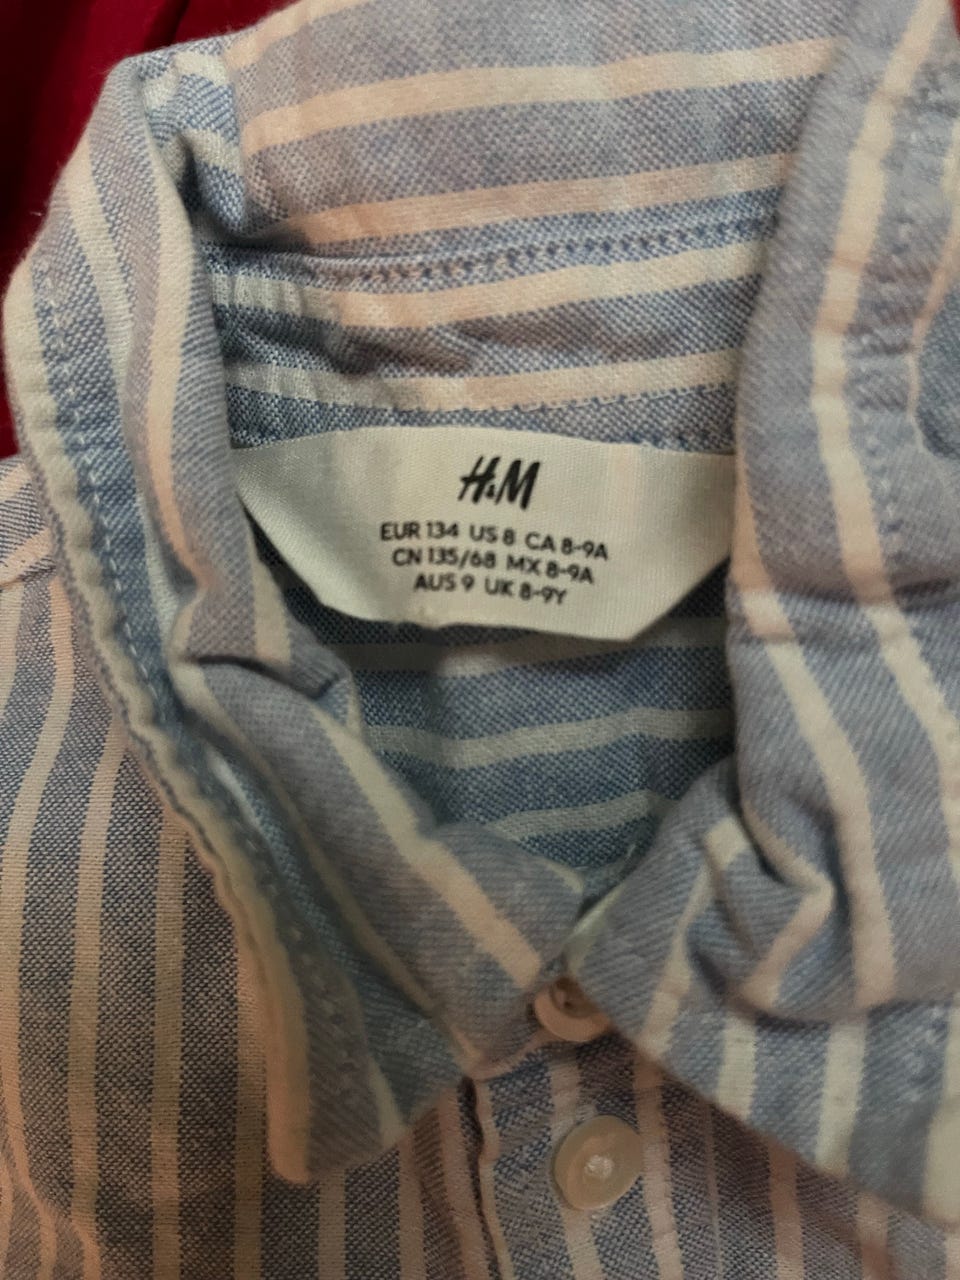 H&M
EUR 134 US 8 CA 8-9A
CN 135/68 MX 8-9A
AUS 9 UK 8-9Y